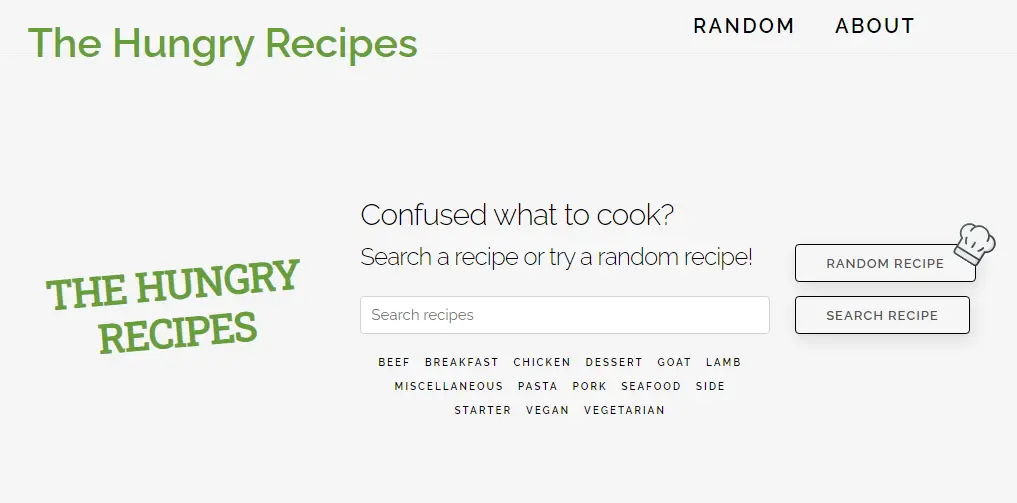 The Hungry Recipes
RANDOM ABOUT
Confused what to cook?
Search a recipe or try a random recipe!
RANDOM RECIPE
THE HUNGRY
RECIPES
Search recipes
SEARCH RECIPE
BEEF BREAKFAST CHICKEN DESSERT GOAT LAMB
MISCELLANEOUS PASTA PORK SEAFOOD SIDE
STARTER VEGAN VEGETARIAN